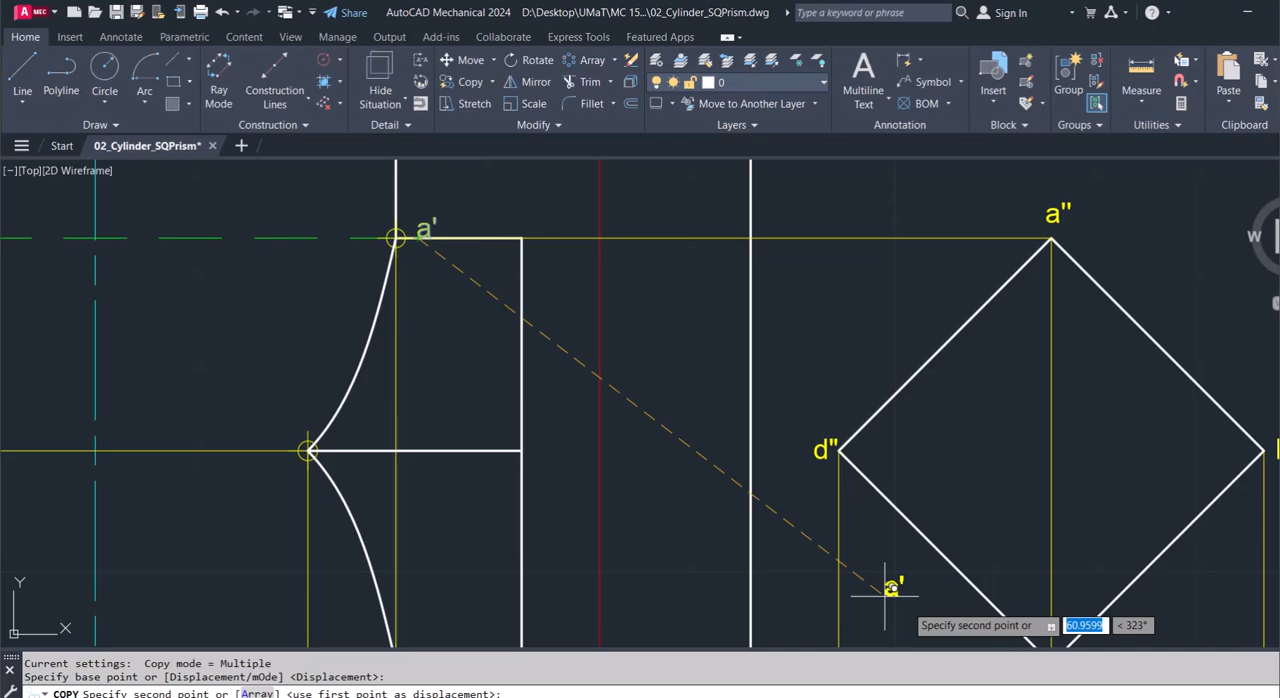 MEC Share AutoCAD Mechanical 2024 D:\Desktop\UMaT\MC 15...\02_Cylinder_SQPrism.dwg Type a keyword or phrase Sign In
Home Insert Annotate Parametric Content View Manage Output Add-ins Collaborate Express Tools Featured Apps
Move Rotate Array
0
Line Polyline Circle Arc Ray Mode Construction Lines Hide Situation Copy Mirror Trim Multiline Text Symbol Insert Group Measure Paste
Stretch Scale Fillet Move to Another Layer BOM
Draw Construction Detail Modify Layers Annotation Block Groups Utilities Clipboard
Start 02_Cylinder_SQPrism*
[−][Top][2D Wireframe]
a' a"
W
d"
a'
Y
X
Specify second point or 60.9599 < 323°
Current settings: Copy mode = Multiple
Specify base point or [Displacement/mOde] <Displacement>:
COPY Specify second point or [Array] <use first point as displacement>: